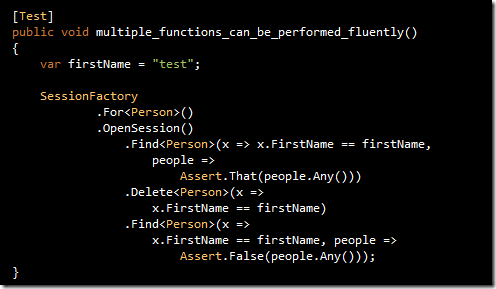 [Test]
public void multiple_functions_can_be_performed_fluently()
{
    var firstName = "test";
    SessionFactory
            .For<Person>()
            .OpenSession()
                .Find<Person>(x => x.FirstName == firstName,
                    people =>
                        Assert.That(people.Any()))
                .Delete<Person>(x =>
                    x.FirstName == firstName)
                .Find<Person>(x =>
                    x.FirstName == firstName, people =>
                        Assert.False(people.Any()));
}